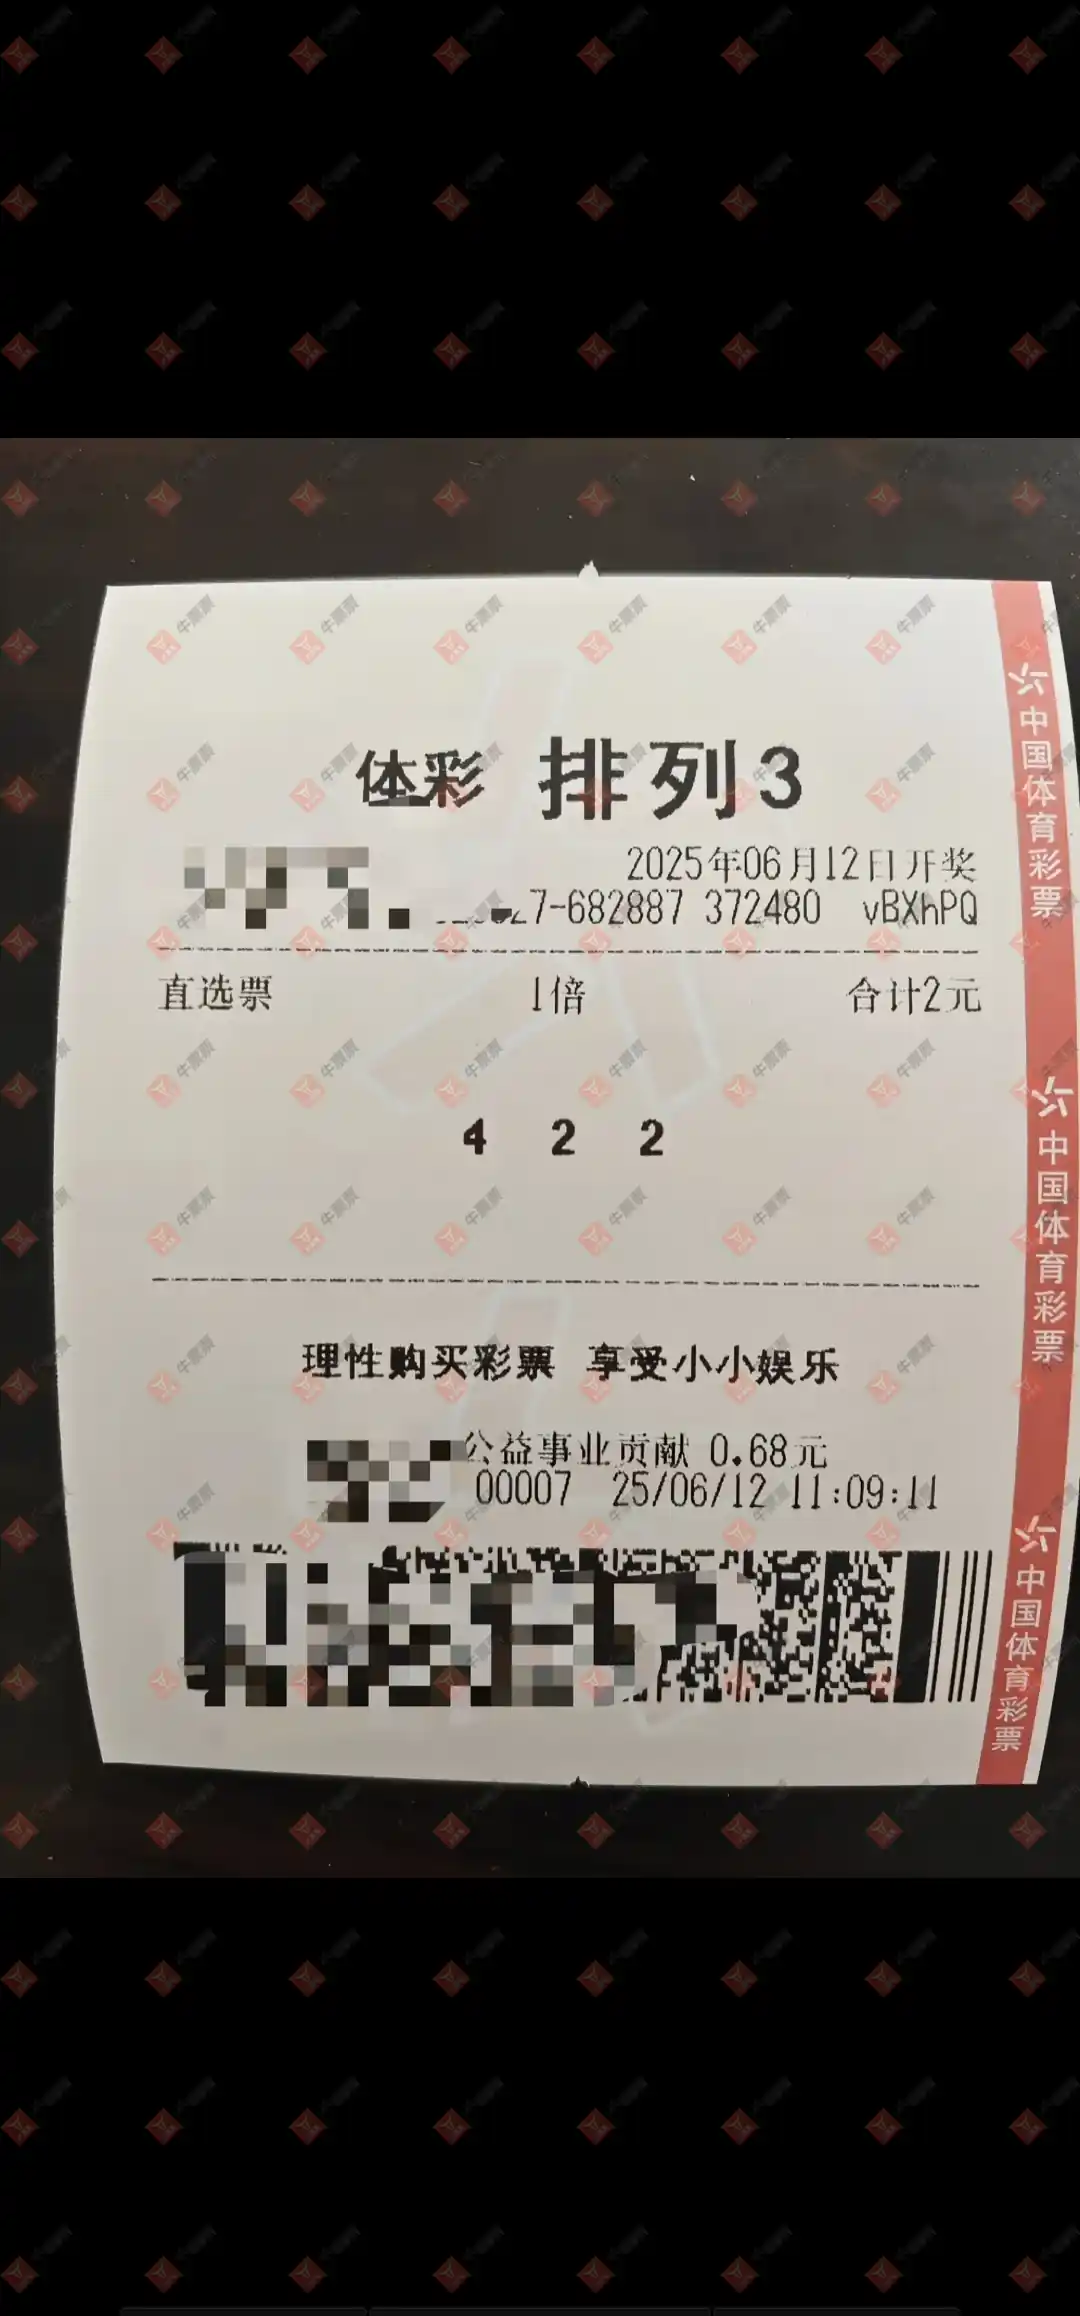 体彩 排列3
2025年06月12日开奖
7-682887 372480 vBXhPQ
直选票 1倍 合计2元
4 2 2
理性购买彩票 享受小小娱乐
公益事业贡献 0.68元
00007 25/06/12 11:09:11
中国体育彩票
中国体育彩票
中国体育彩票
牛票票